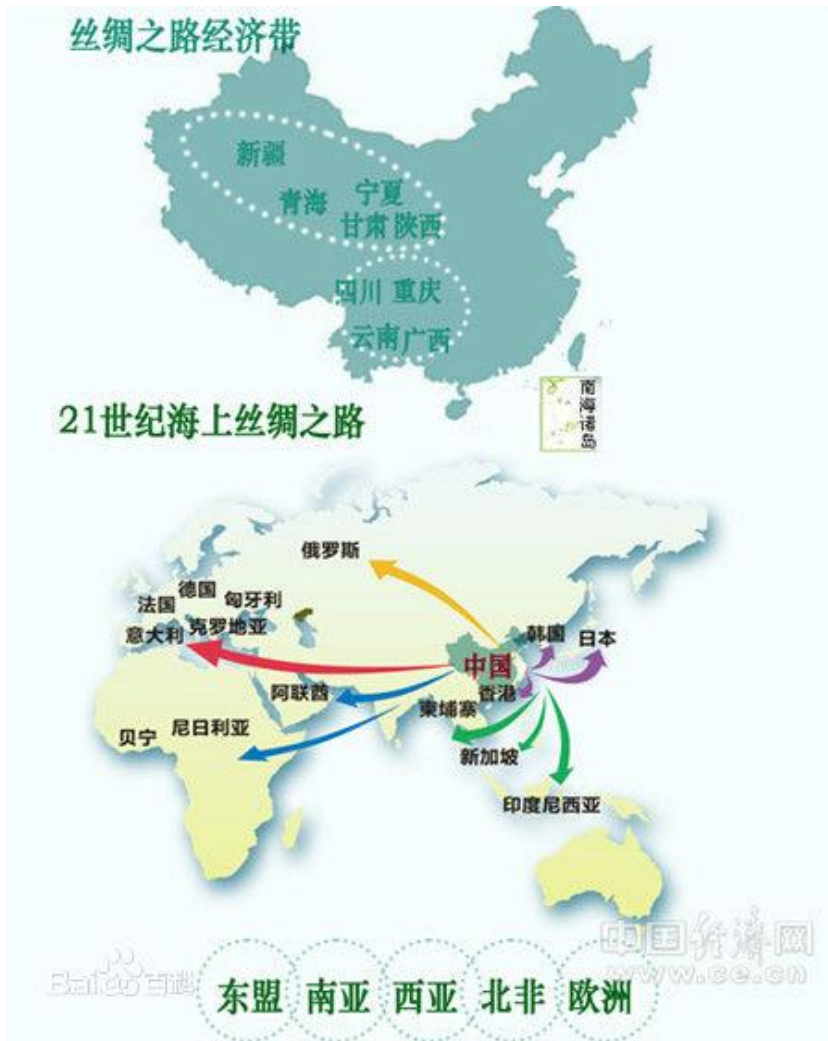 丝绸之路经济带
新疆
青海
宁夏
甘肃 陕西
四川 重庆
云南 广西
南海诸岛
21世纪海上丝绸之路
俄罗斯
德国
法国
匈牙利
意大利
克罗地亚
韩国
日本
中国
阿联酋
香港
柬埔寨
贝宁
尼日利亚
新加坡
印度尼西亚
中国经济网
www.ce.cn
Baidu百科
东盟 南亚 西亚 北非 欧洲